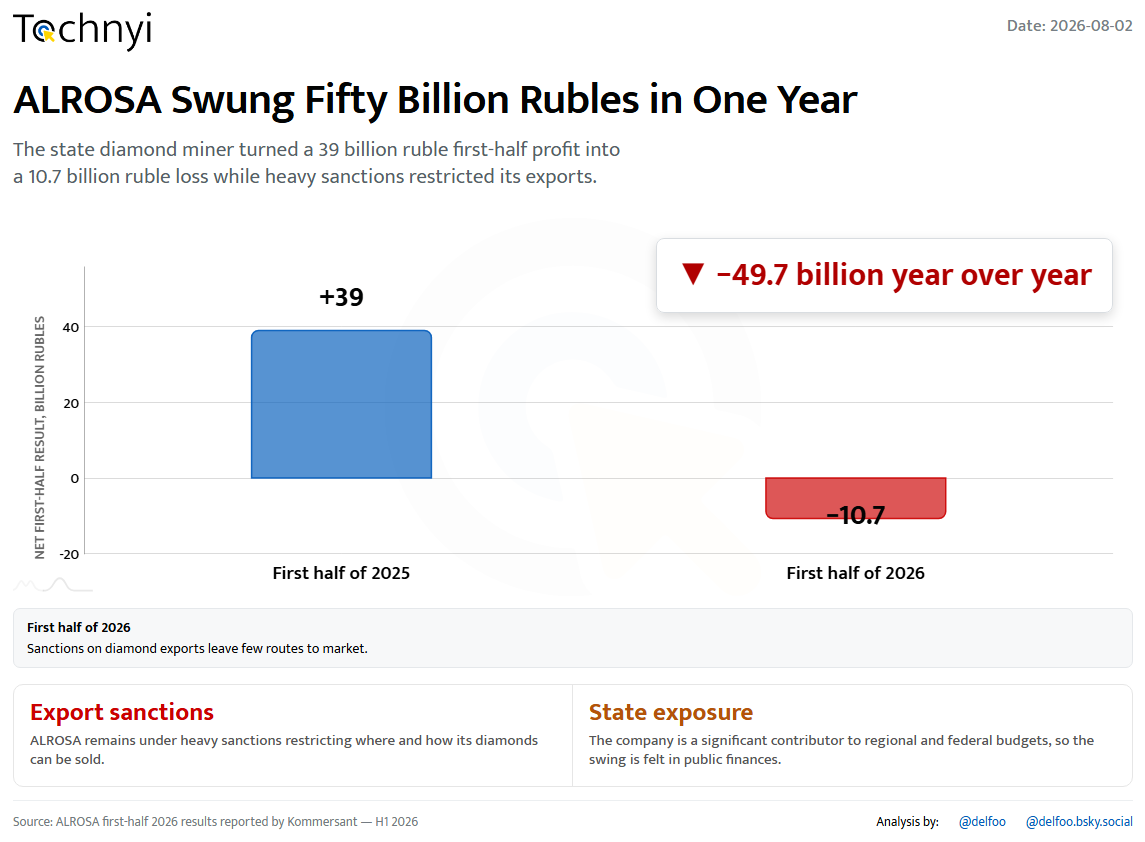 Technyi
Date: 2026-08-02
ALROSA Swung Fifty Billion Rubles in One Year
The state diamond miner turned a 39 billion ruble first-half profit into
a 10.7 billion ruble loss while heavy sanctions restricted its exports.
▼ −49.7 billion year over year
+39
NET FIRST-HALF RESULT, BILLION RUBLES
40
20
0
-20
−10.7
First half of 2025
First half of 2026
First half of 2026
Sanctions on diamond exports leave few routes to market.
Export sanctions
ALROSA remains under heavy sanctions restricting where and how its diamonds
can be sold.
State exposure
The company is a significant contributor to regional and federal budgets, so the
swing is felt in public finances.
Source: ALROSA first-half 2026 results reported by Kommersant — H1 2026
Analysis by: @delfoo @delfoo.bsky.social